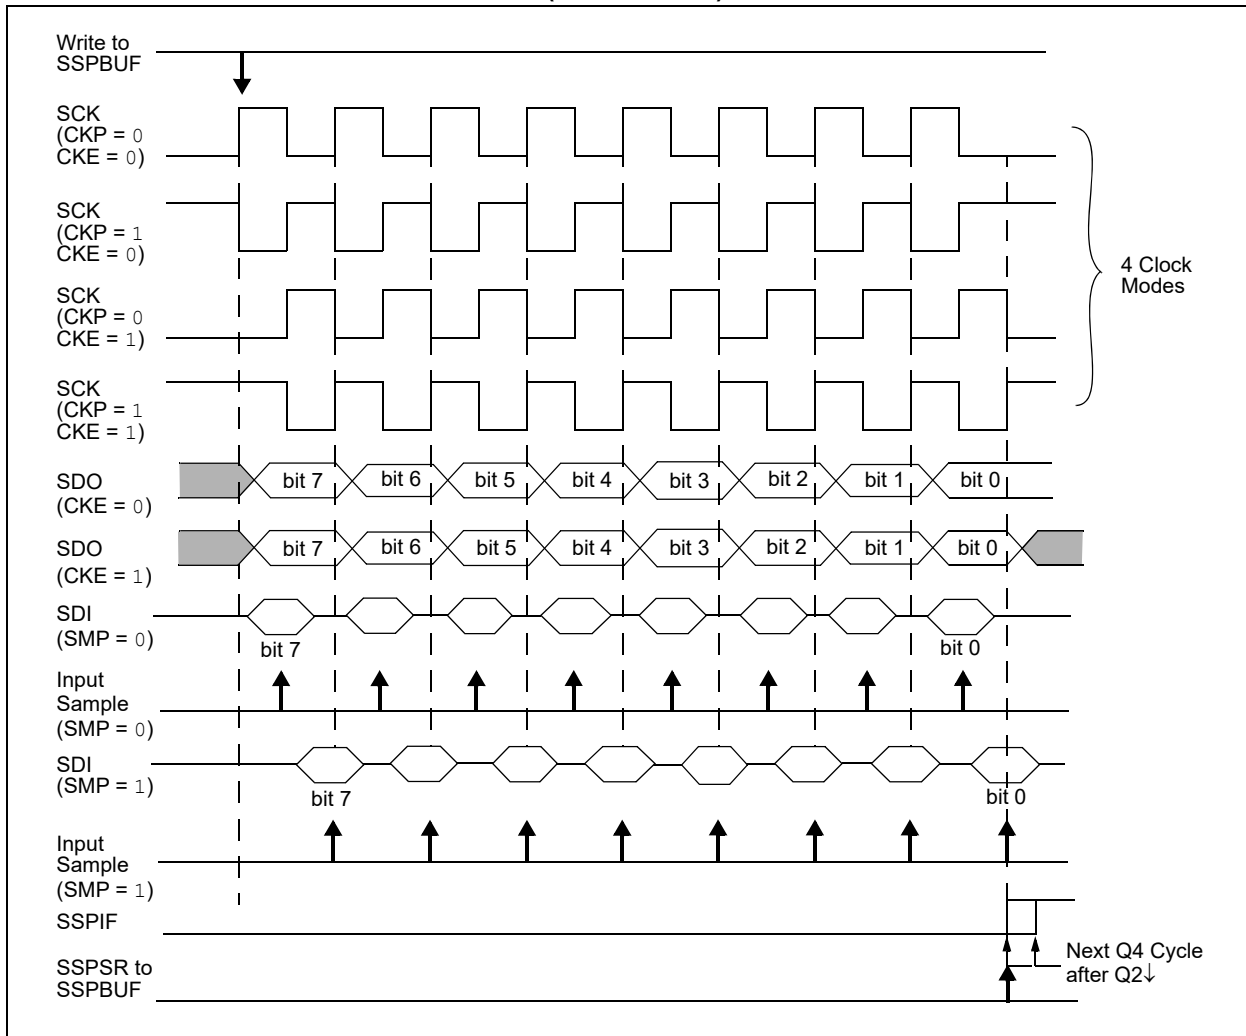 Write to
SSPBUF
SCK
(CKP = 0
CKE = 0)
SCK
(CKP = 1
CKE = 0)
SCK
(CKP = 0
CKE = 1)
SCK
(CKP = 1
CKE = 1)
4 Clock
Modes
SDO
(CKE = 0)
bit 7 bit 6 bit 5 bit 4 bit 3 bit 2 bit 1 bit 0
SDO
(CKE = 1)
bit 7 bit 6 bit 5 bit 4 bit 3 bit 2 bit 1 bit 0
SDI
(SMP = 0)
bit 7 bit 0
Input
Sample
(SMP = 0)
SDI
(SMP = 1)
bit 7 bit 0
Input
Sample
(SMP = 1)
SSPIF
SSPSR to
SSPBUF
Next Q4 Cycle
after Q2↓